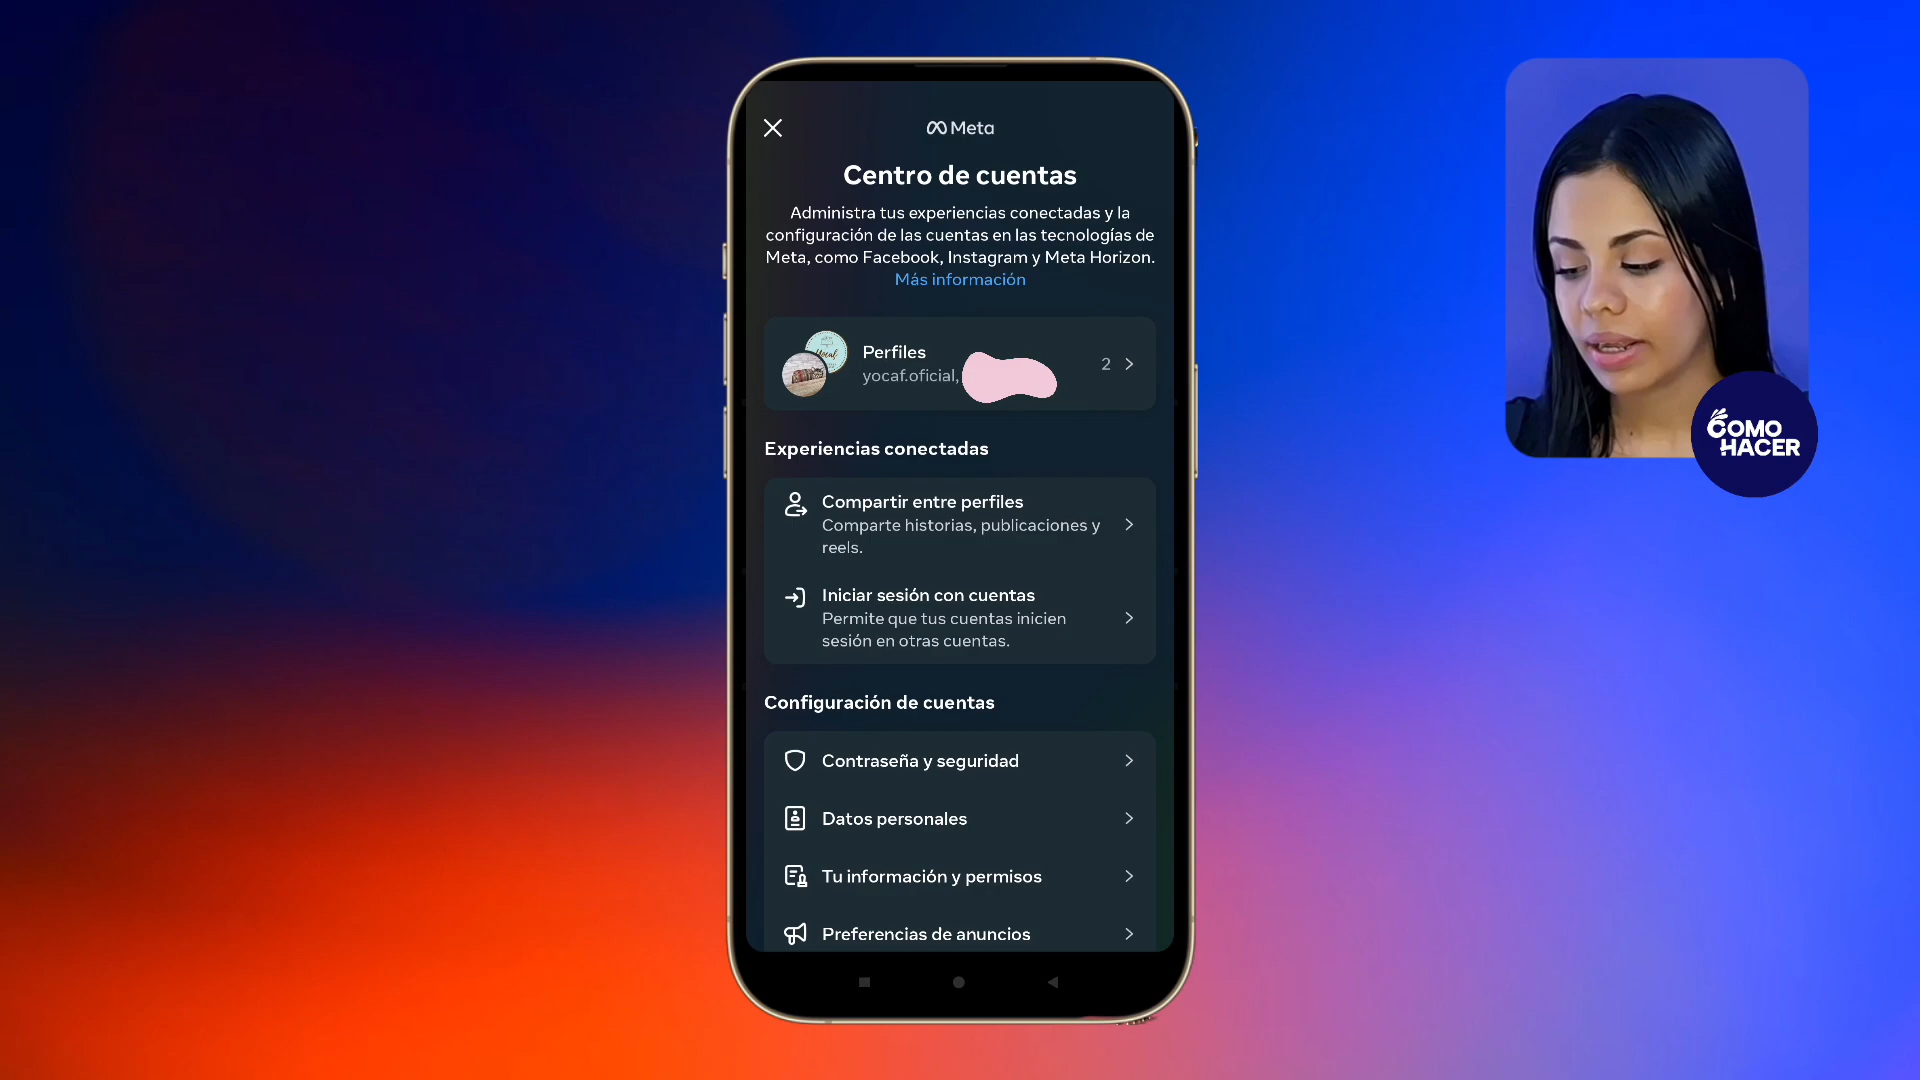 Meta
Centro de cuentas
Administra tus experiencias conectadas y la
configuración de las cuentas en las tecnologías de
Meta, como Facebook, Instagram y Meta Horizon.
Más información
Perfiles
yocaf.oficial,
2
Experiencias conectadas
Compartir entre perfiles
Comparte historias, publicaciones y
reels.
Iniciar sesión con cuentas
Permite que tus cuentas inicien
sesión en otras cuentas.
Configuración de cuentas
Contraseña y seguridad
Datos personales
Tu información y permisos
Preferencias de anuncios
COMO
HACER